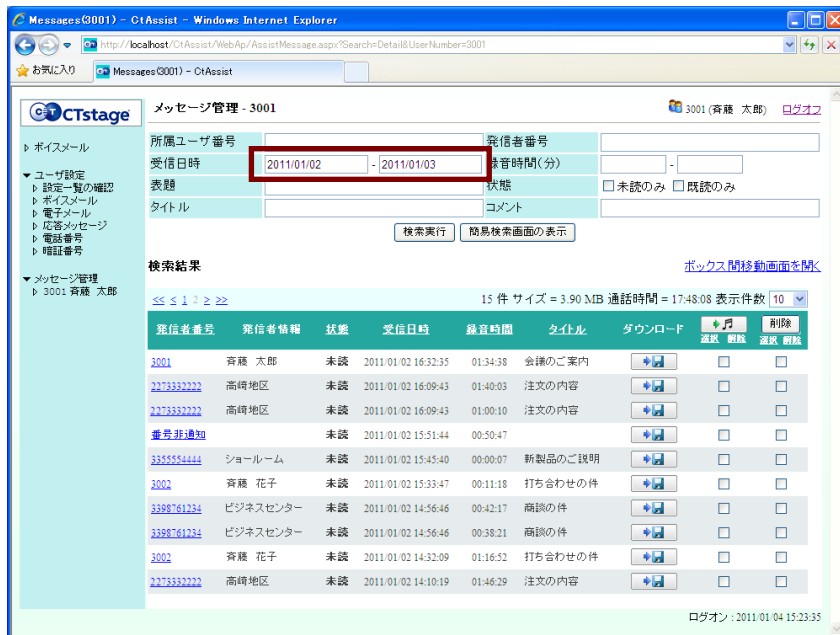 Messages(3001) - CtAssist - Windows Internet Explorer
http://localhost/CtAssist/WebAp/AssistMessage.aspx?Search=Detail&UserNumber=3001
お気に入り Messages(3001) - CtAssist
CTstage メッセージ管理 - 3001 3001 (斉藤 太郎) ログオフ
ボイスメール
ユーザ設定
設定一覧の確認
ボイスメール
電子メール
応答メッセージ
電話番号
暗証番号
メッセージ管理
3001 斉藤 太郎
所属ユーザ番号 発信者番号
受信日時 2011/01/02 - 2011/01/03 録音時間(分) -
表題 状態 未読のみ 既読のみ
タイトル コメント
検索実行 簡易検索画面の表示
検索結果 ボックス間移動画面を開く
<< < 1 2 > >> 15 件 サイズ = 3.90 MB 通話時間 = 17:48:08 表示件数 10
発信者番号 発信者情報 状態 受信日時 録音時間 タイトル ダウンロード 選択 解除 削除 選択 解除
3001 斉藤 太郎 未読 2011/01/02 16:32:35 01:34:38 会議のご案内
2273332222 高崎地区 未読 2011/01/02 16:09:43 01:40:03 注文の内容
2273332222 高崎地区 未読 2011/01/02 16:09:43 01:00:10 注文の内容
番号非通知 未読 2011/01/02 15:51:44 00:50:47
3355554444 ショールーム 未読 2011/01/02 15:45:40 00:00:07 新製品のご説明
3002 斉藤 花子 未読 2011/01/02 15:33:47 00:11:18 打ち合わせの件
3398761234 ビジネスセンター 未読 2011/01/02 14:56:46 00:42:17 商談の件
3398761234 ビジネスセンター 未読 2011/01/02 14:56:46 00:38:21 商談の件
3002 斉藤 花子 未読 2011/01/02 14:32:09 01:16:52 打ち合わせの件
2273332222 高崎地区 未読 2011/01/02 14:10:19 01:46:29 注文の内容
ログオン : 2011/01/04 15:23:35